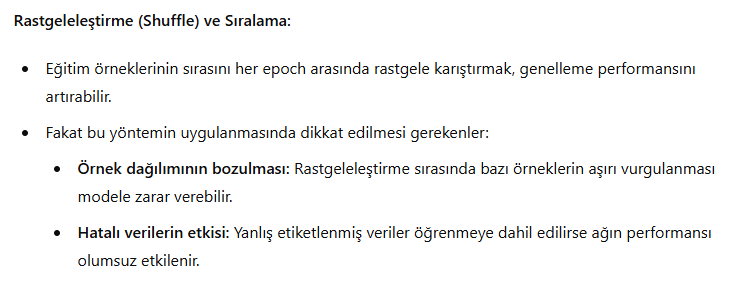 Rastgeleleştirme (Shuffle) ve Sıralama:
• Eğitim örneklerinin sırasını her epoch arasında rastgele karıştırmak, genelleme performansını
artırabilir.
• Fakat bu yöntemin uygulanmasında dikkat edilmesi gerekenler:
• Örnek dağılımının bozulması: Rastgeleleştirme sırasında bazı örneklerin aşırı vurgulanması
modele zarar verebilir.
• Hatalı verilerin etkisi: Yanlış etiketlenmiş veriler öğrenmeye dahil edilirse ağın performansı
olumsuz etkilenir.